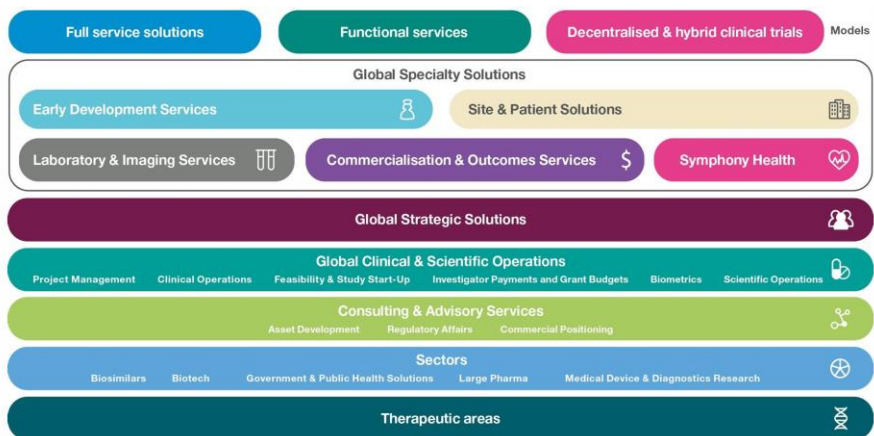 Full service solutions
Functional services
Decentralised & hybrid clinical trials
Models
Global Specialty Solutions
Early Development Services
Site & Patient Solutions
Laboratory & Imaging Services
Commercialisation & Outcomes Services
$
Symphony Health
Global Strategic Solutions
Global Clinical & Scientific Operations
Project Management Clinical Operations Feasibility & Study Start-Up Investigator Payments and Grant Budgets Biometrics Scientific Operations
Consulting & Advisory Services
Asset Development Regulatory Affairs Commercial Positioning
Sectors
Biosimilars Biotech Government & Public Health Solutions Large Pharma Medical Device & Diagnostics Research
Therapeutic areas